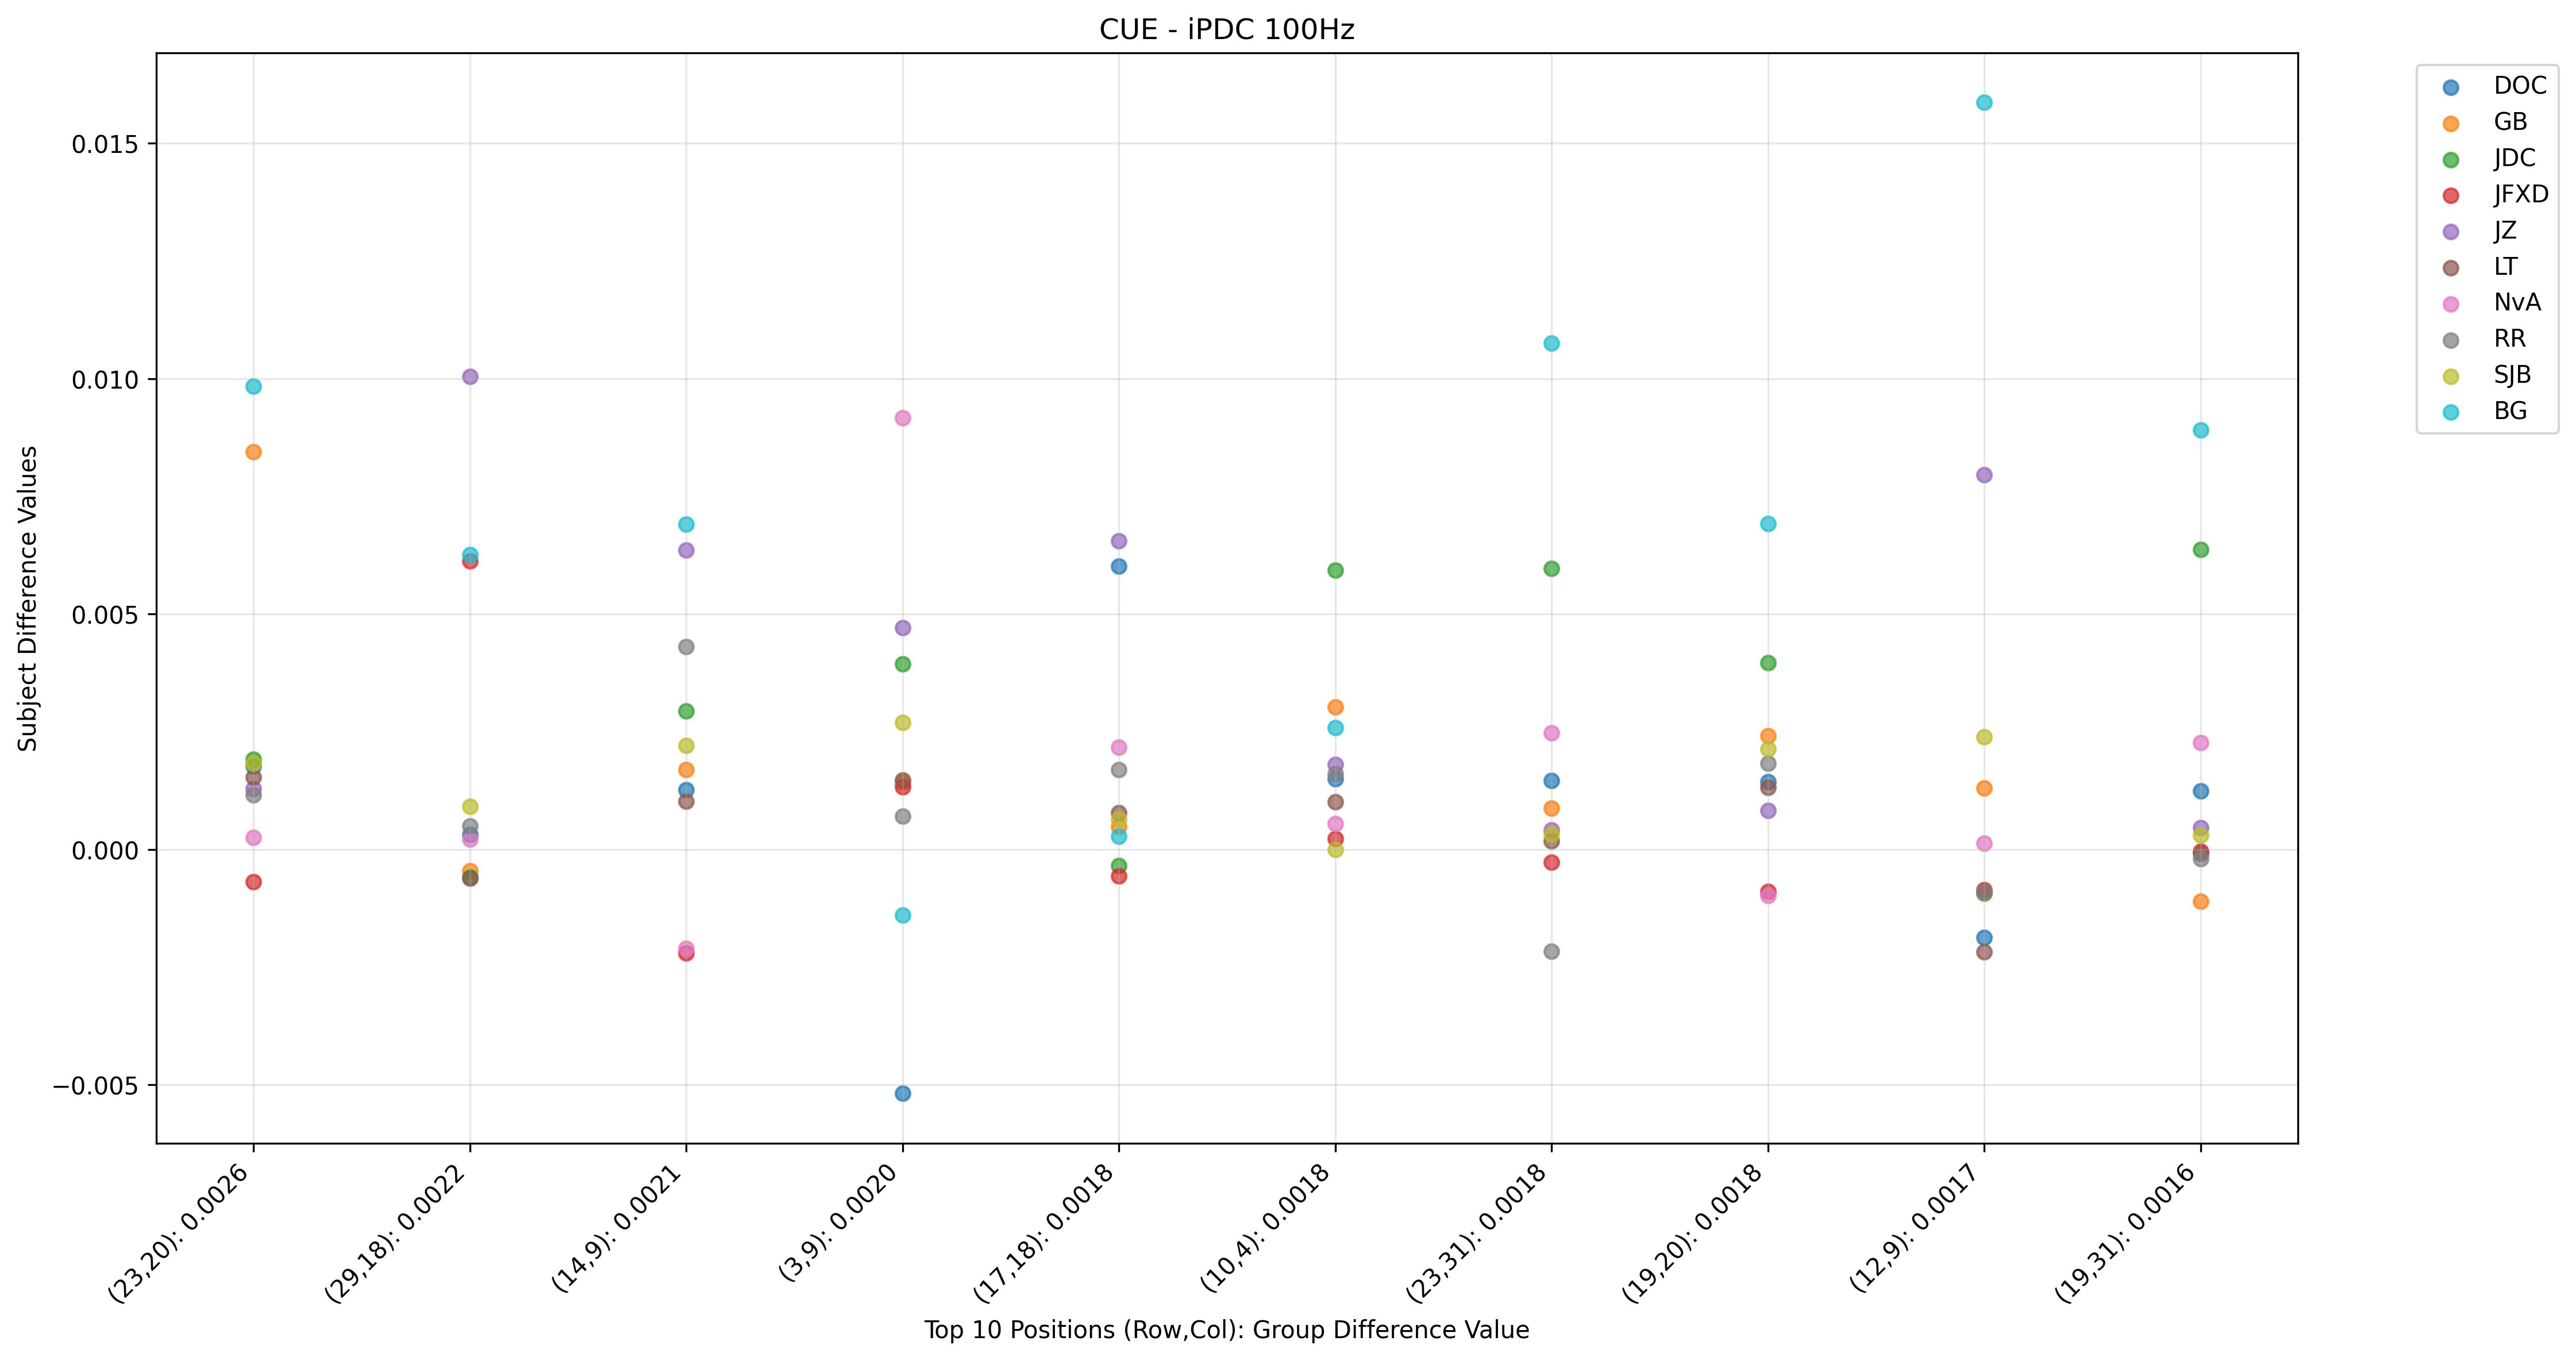 CUE - iPDC 100Hz
Subject Difference Values
0.015
0.010
0.005
0.000
−0.005
(23,20): 0.0026
(29,18): 0.0022
(14,9): 0.0021
(3,9): 0.0020
(17,18): 0.0018
(10,4): 0.0018
(23,31): 0.0018
(19,20): 0.0018
(12,9): 0.0017
(19,31): 0.0016
Top 10 Positions (Row,Col): Group Difference Value
DOC
GB
JDC
JFXD
JZ
LT
NvA
RR
SJB
BG